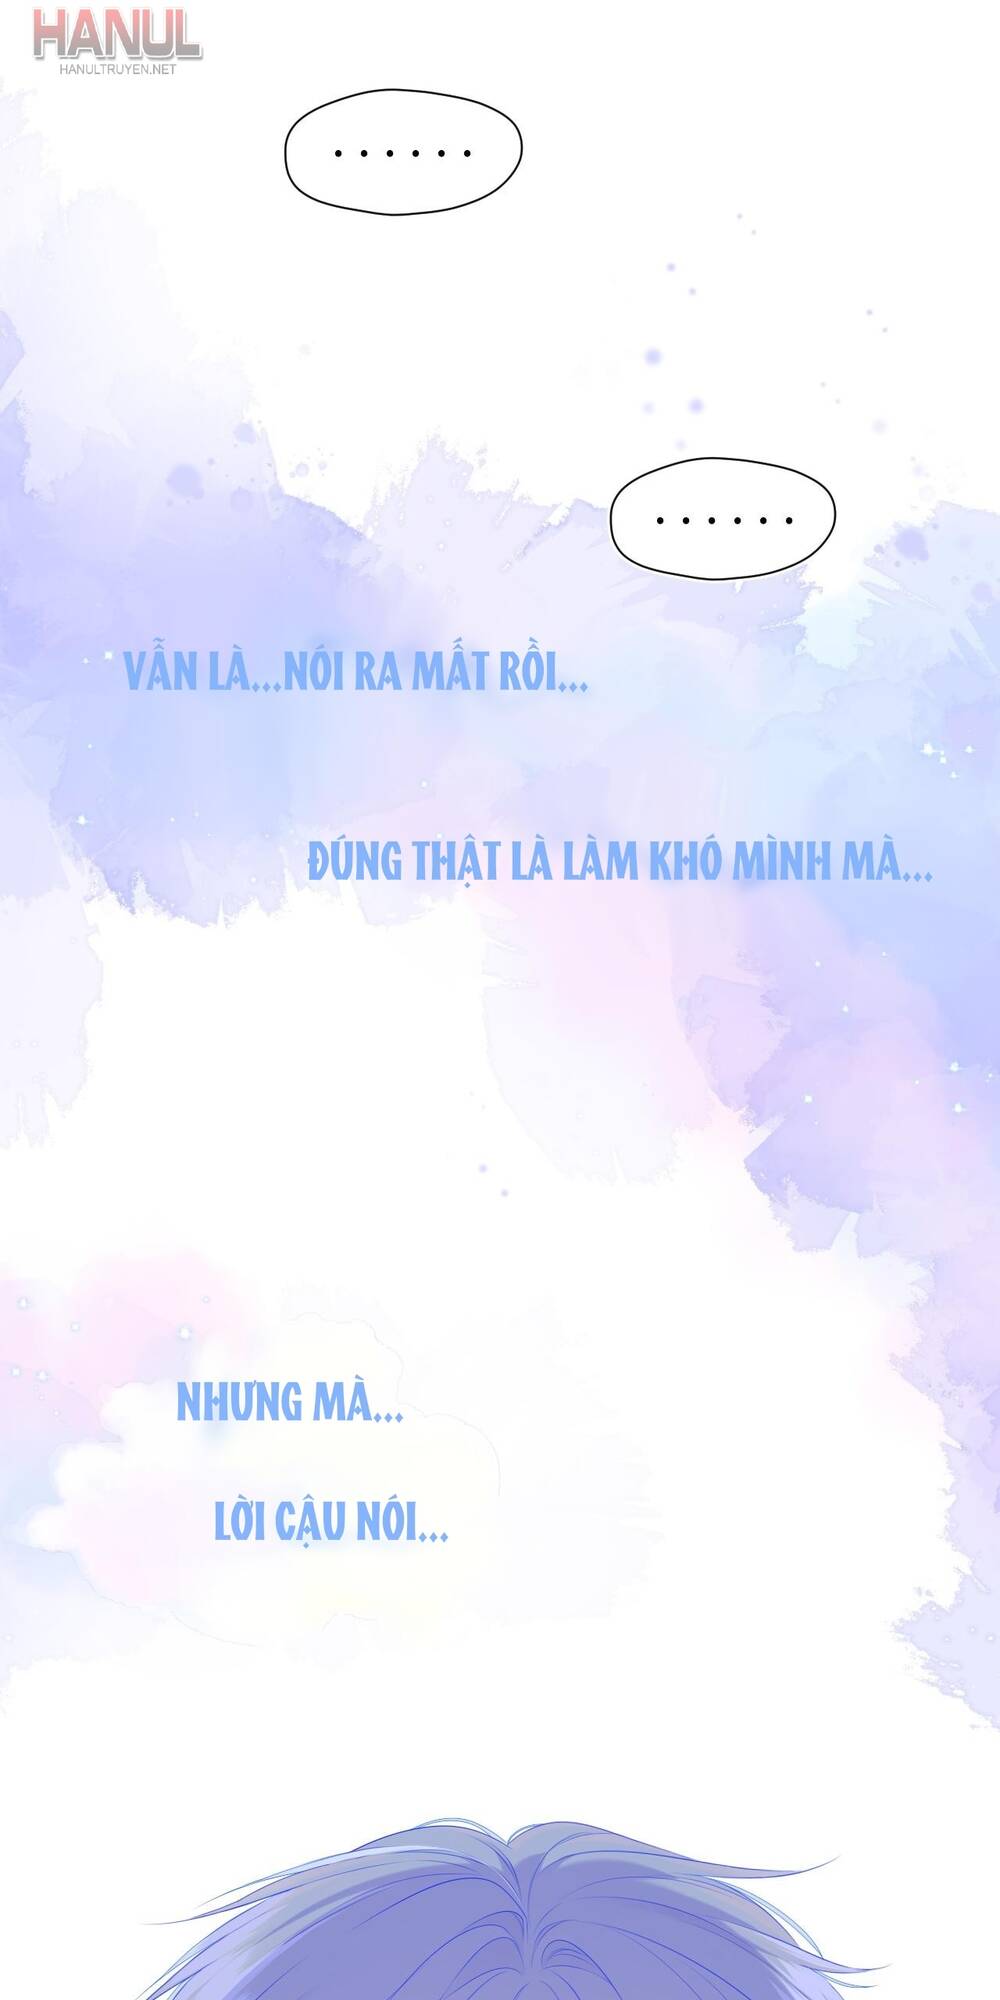 HANUL
HANULTRUYEN.NET
......
......
VẪN LÀ...NÓI RA MẤT RỒI...
ĐÚNG THẬT LÀ LÀM KHÓ MÌNH MÀ...
NHƯNG MÀ...
LỜI CẬU NÓI...